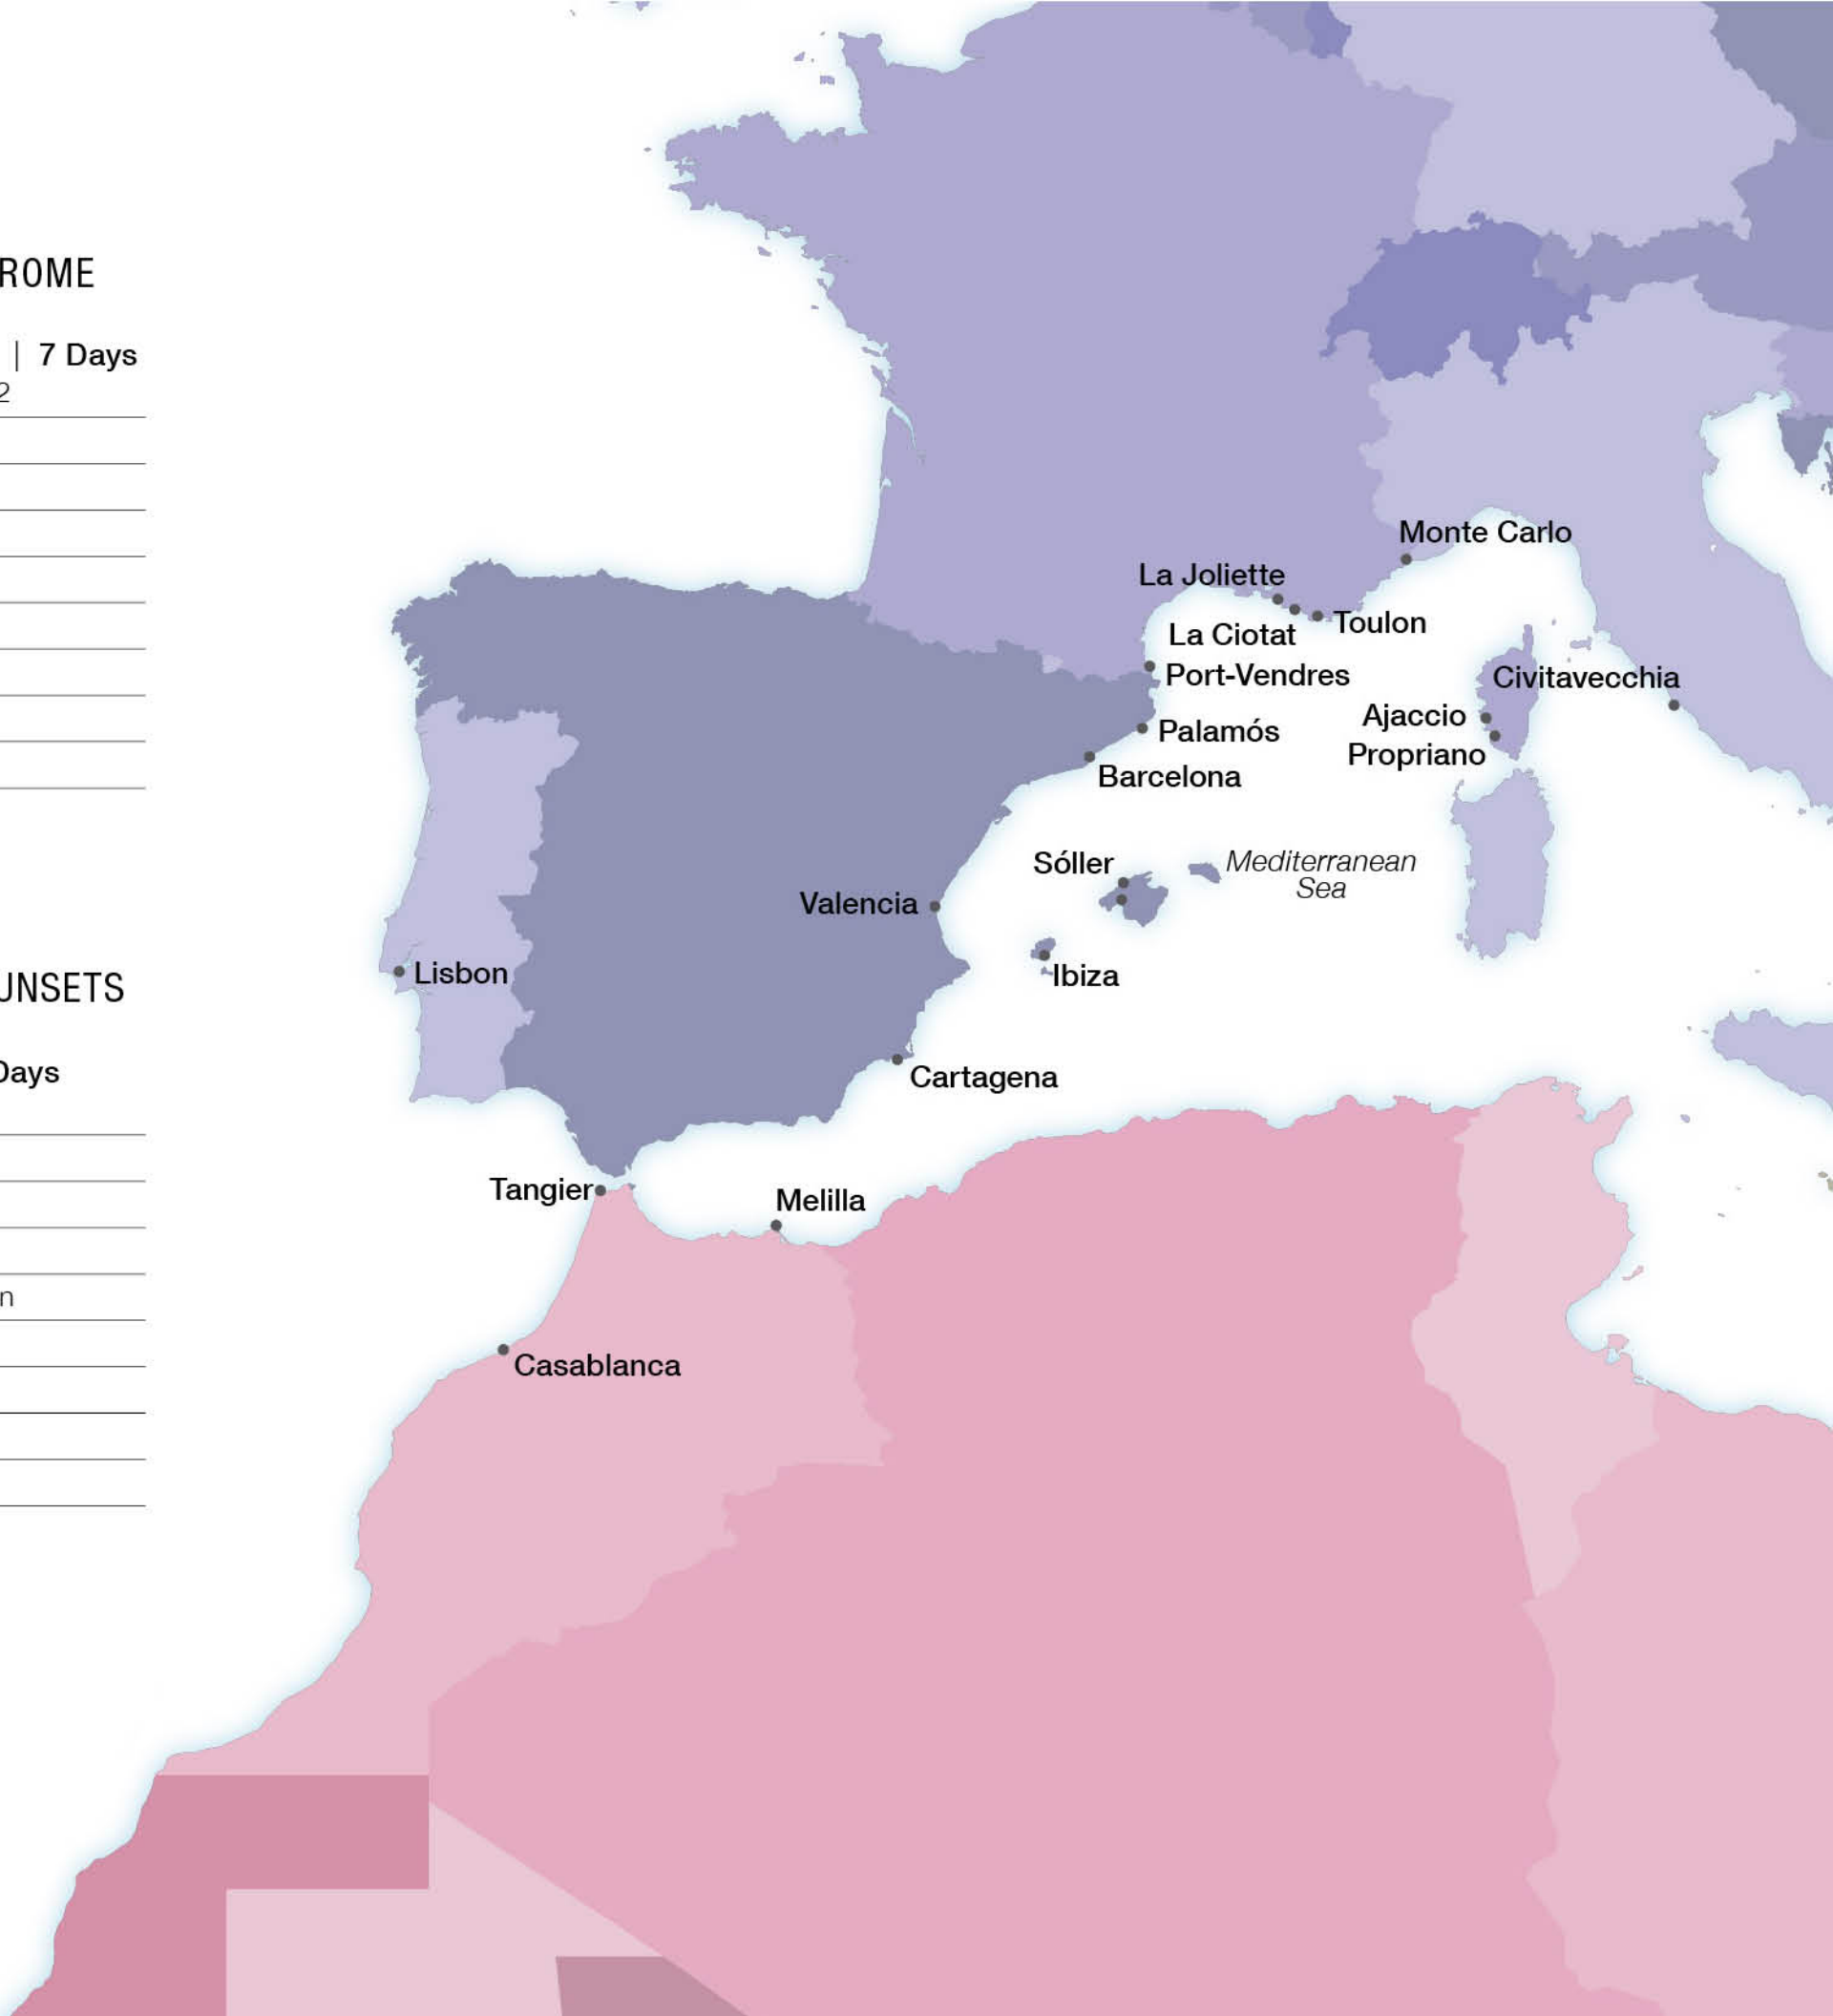 ROME
| 7 Days
2
UNSETS
Days
n
Monte Carlo
La Joliette
Toulon
La Ciotat
Port-Vendres
Civitavecchia
Ajaccio
Palamós
Propriano
Barcelona
Sóller
Mediterranean
Sea
Valencia
Lisbon
Ibiza
Cartagena
Tangier
Melilla
Casablanca